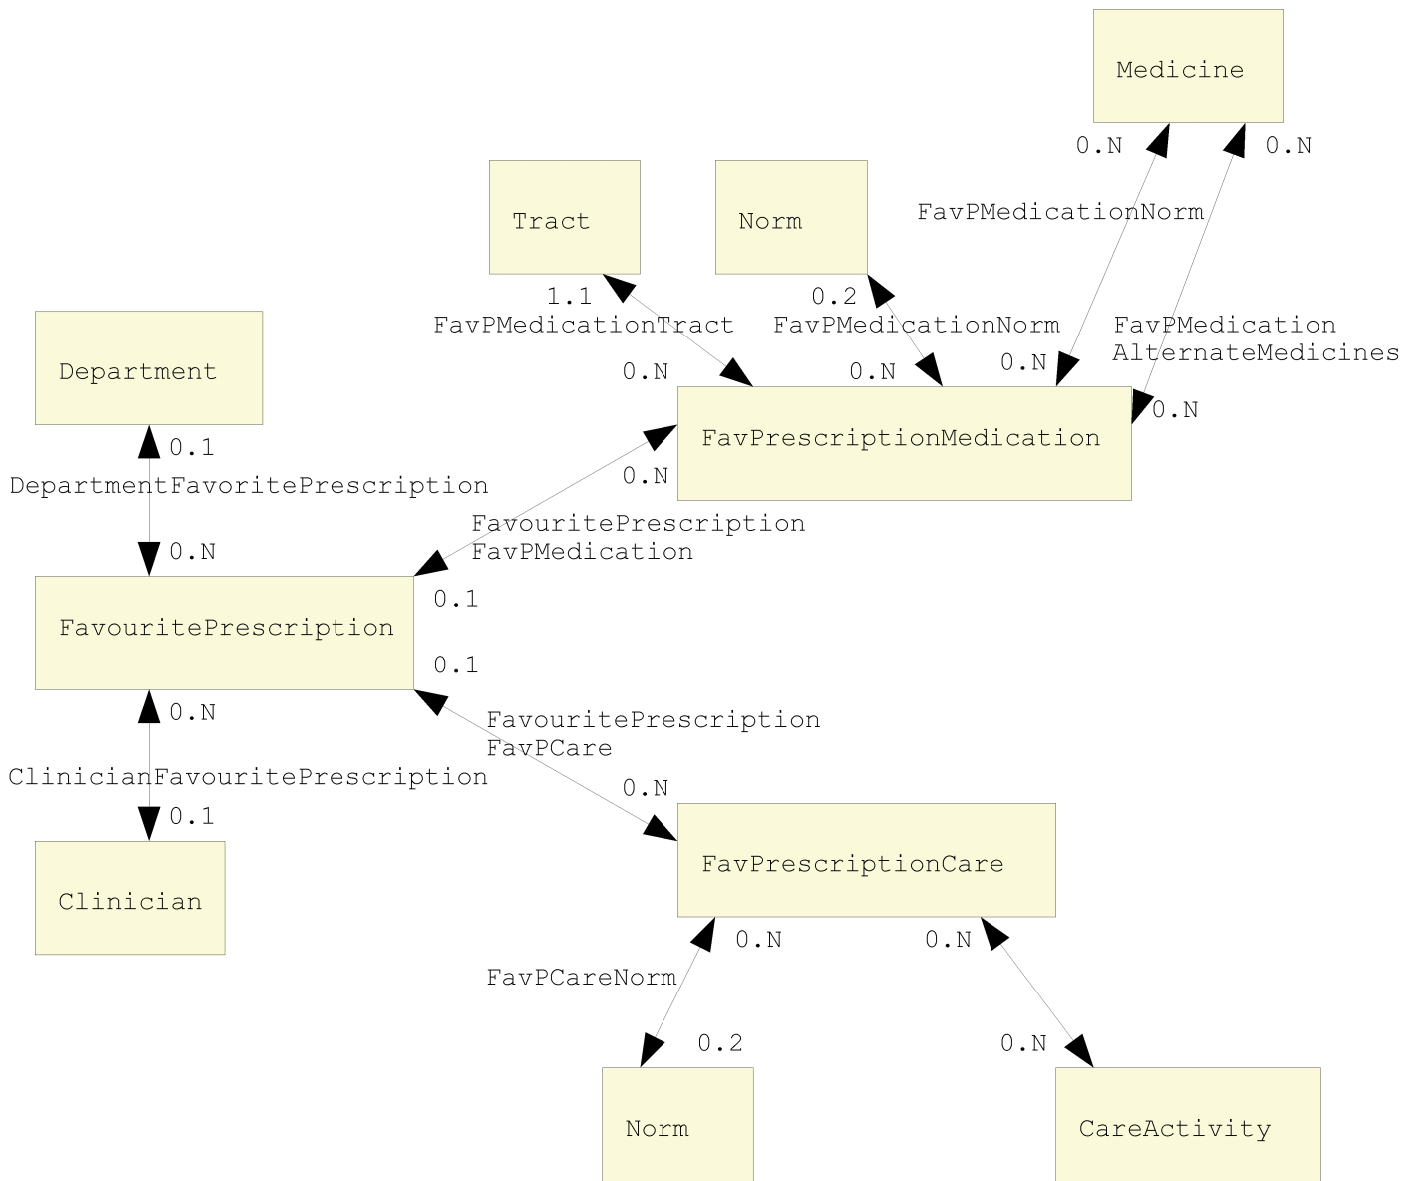 Medicine
0.N
0.N
Tract
Norm
FavPMedicationNorm
1.1
0.2
FavPMedicationTract
FavPMedicationNorm
FavPMedication
AlternateMedicines
0.N
0.N
0.N
0.N
Department
FavPrescriptionMedication
0.1
0.N
DepartmentFavoritePrescription
FavouritePrescription
FavPMedication
0.N
0.1
FavouritePrescription
0.1
0.N
FavouritePrescription
FavPCare
ClinicianFavouritePrescription
0.N
0.1
FavPrescriptionCare
Clinician
0.N
0.N
FavPCareNorm
0.2
0.N
Norm
CareActivity